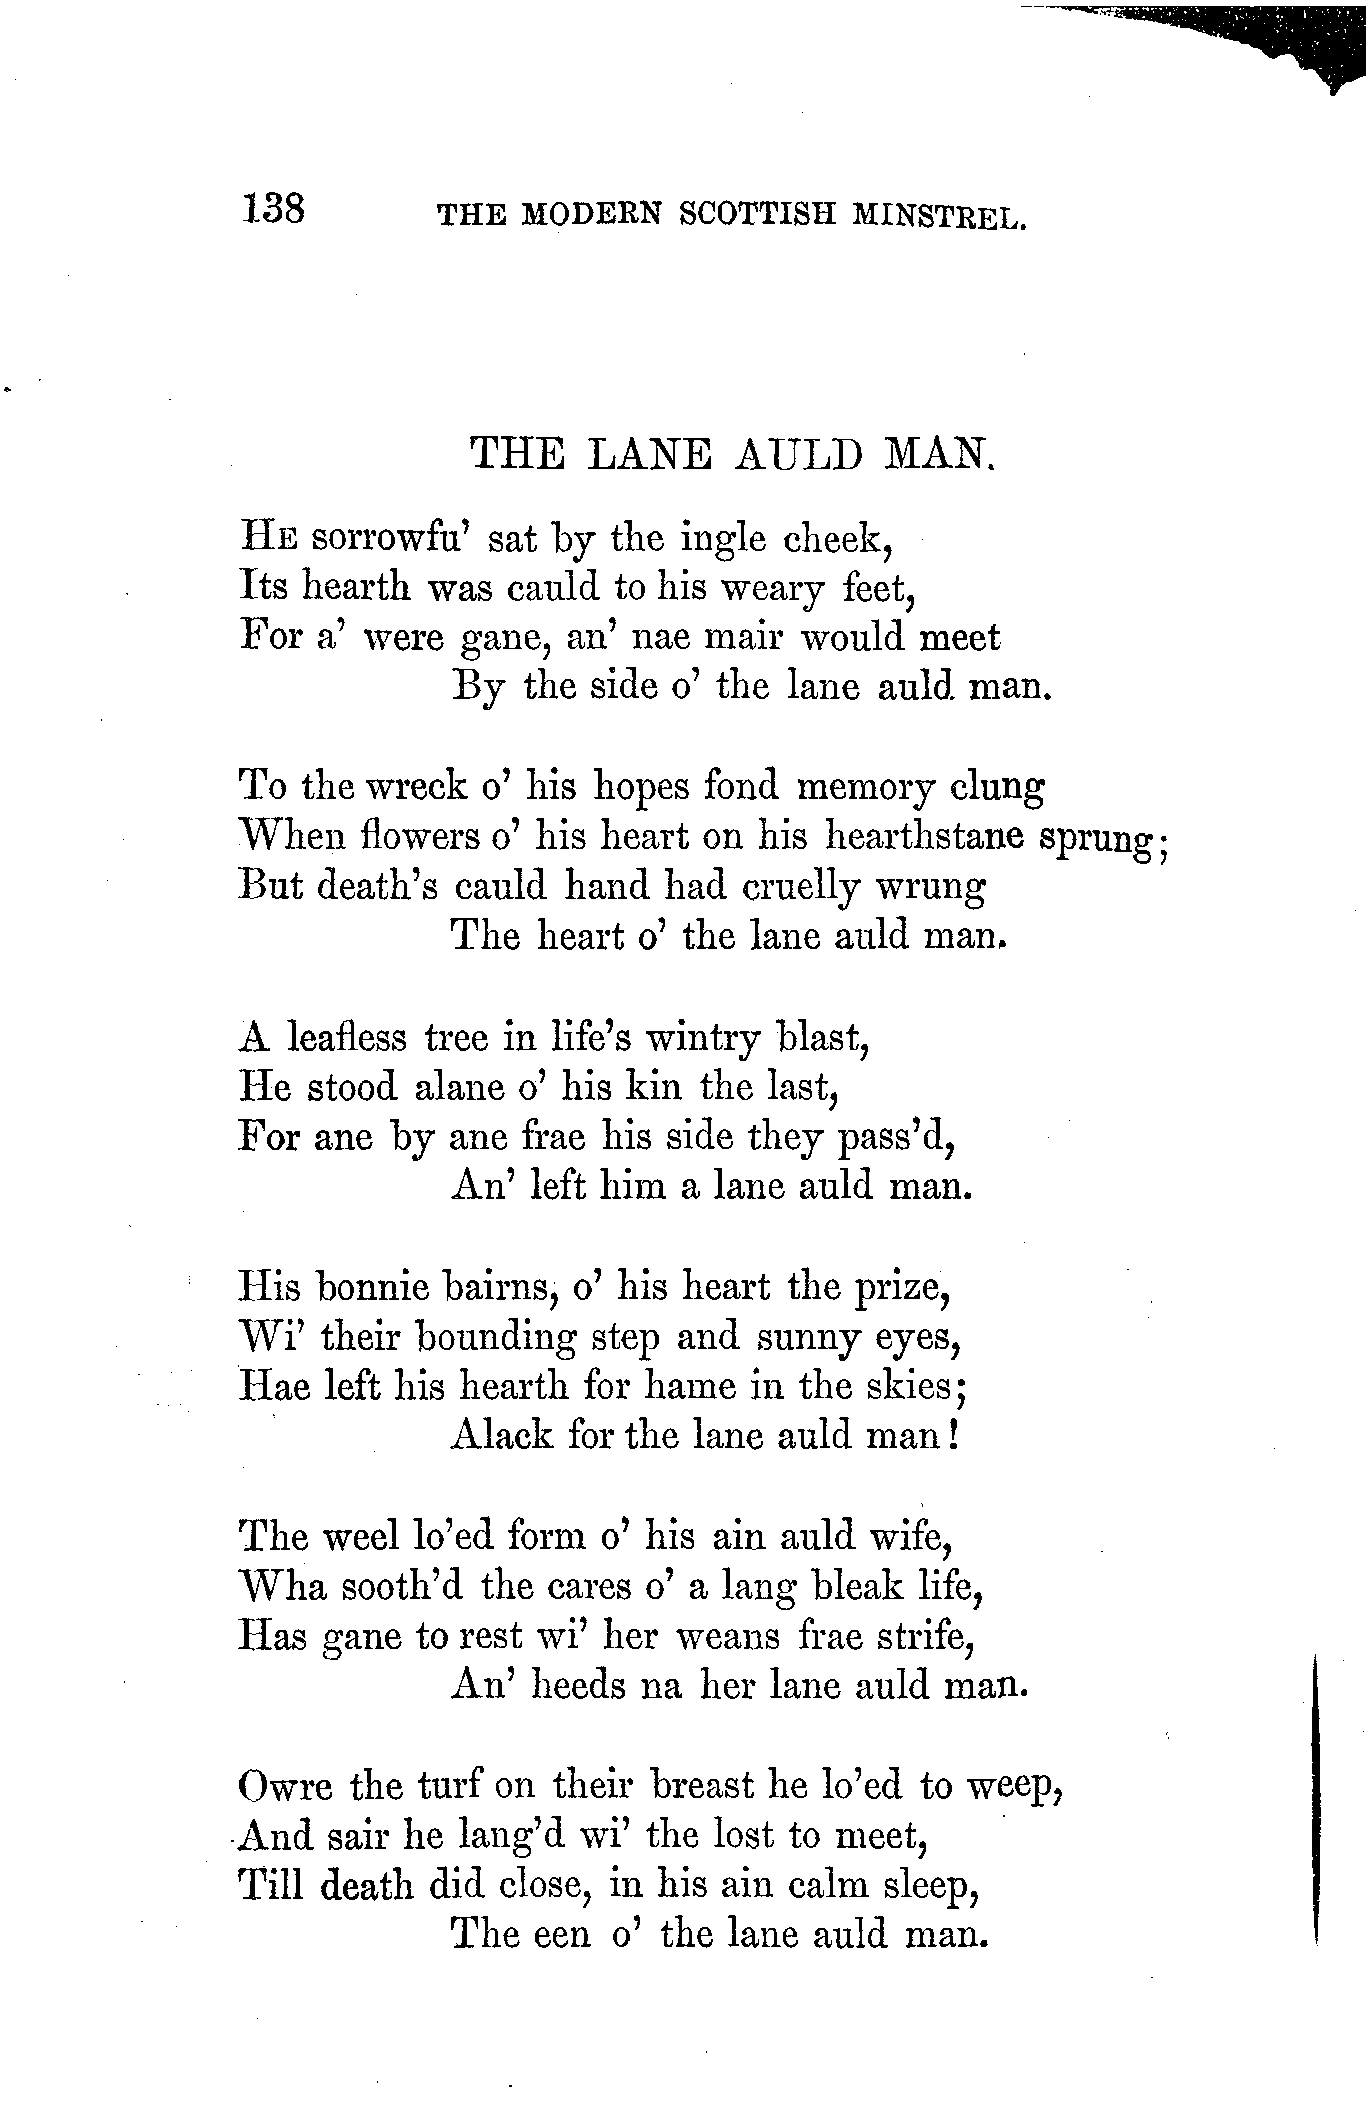 138 THE MODERN SCOTTISH MINSTREL.
THE LANE AULD MAN.
HE sorrowfu' sat by the ingle cheek,
Its hearth was cauld to his weary feet,
For a' were gane, an' nae mair would meet
By the side o' the lane auld man.
To the wreck o' his hopes fond memory clung
When flowers o' his heart on his hearthstane sprung;
But death's cauld hand had cruelly wrung
The heart o' the lane auld man.
A leafless tree in life's wintry blast,
He stood alane o' his kin the last,
For ane by ane frae his side they pass'd,
An' left him a lane auld man.
His bonnie bairns, o' his heart the prize,
Wi' their bounding step and sunny eyes,
Hae left his hearth for hame in the skies;
Alack for the lane auld man!
The weel lo'ed form o' his ain auld wife,
Wha sooth'd the cares o' a lang bleak life,
Has gane to rest wi' her weans frae strife,
An' heeds na her lane auld man.
Owre the turf on their breast he lo'ed to weep,
And sair he lang'd wi' the lost to meet,
Till death did close, in his ain calm sleep,
The een o' the lane auld man.